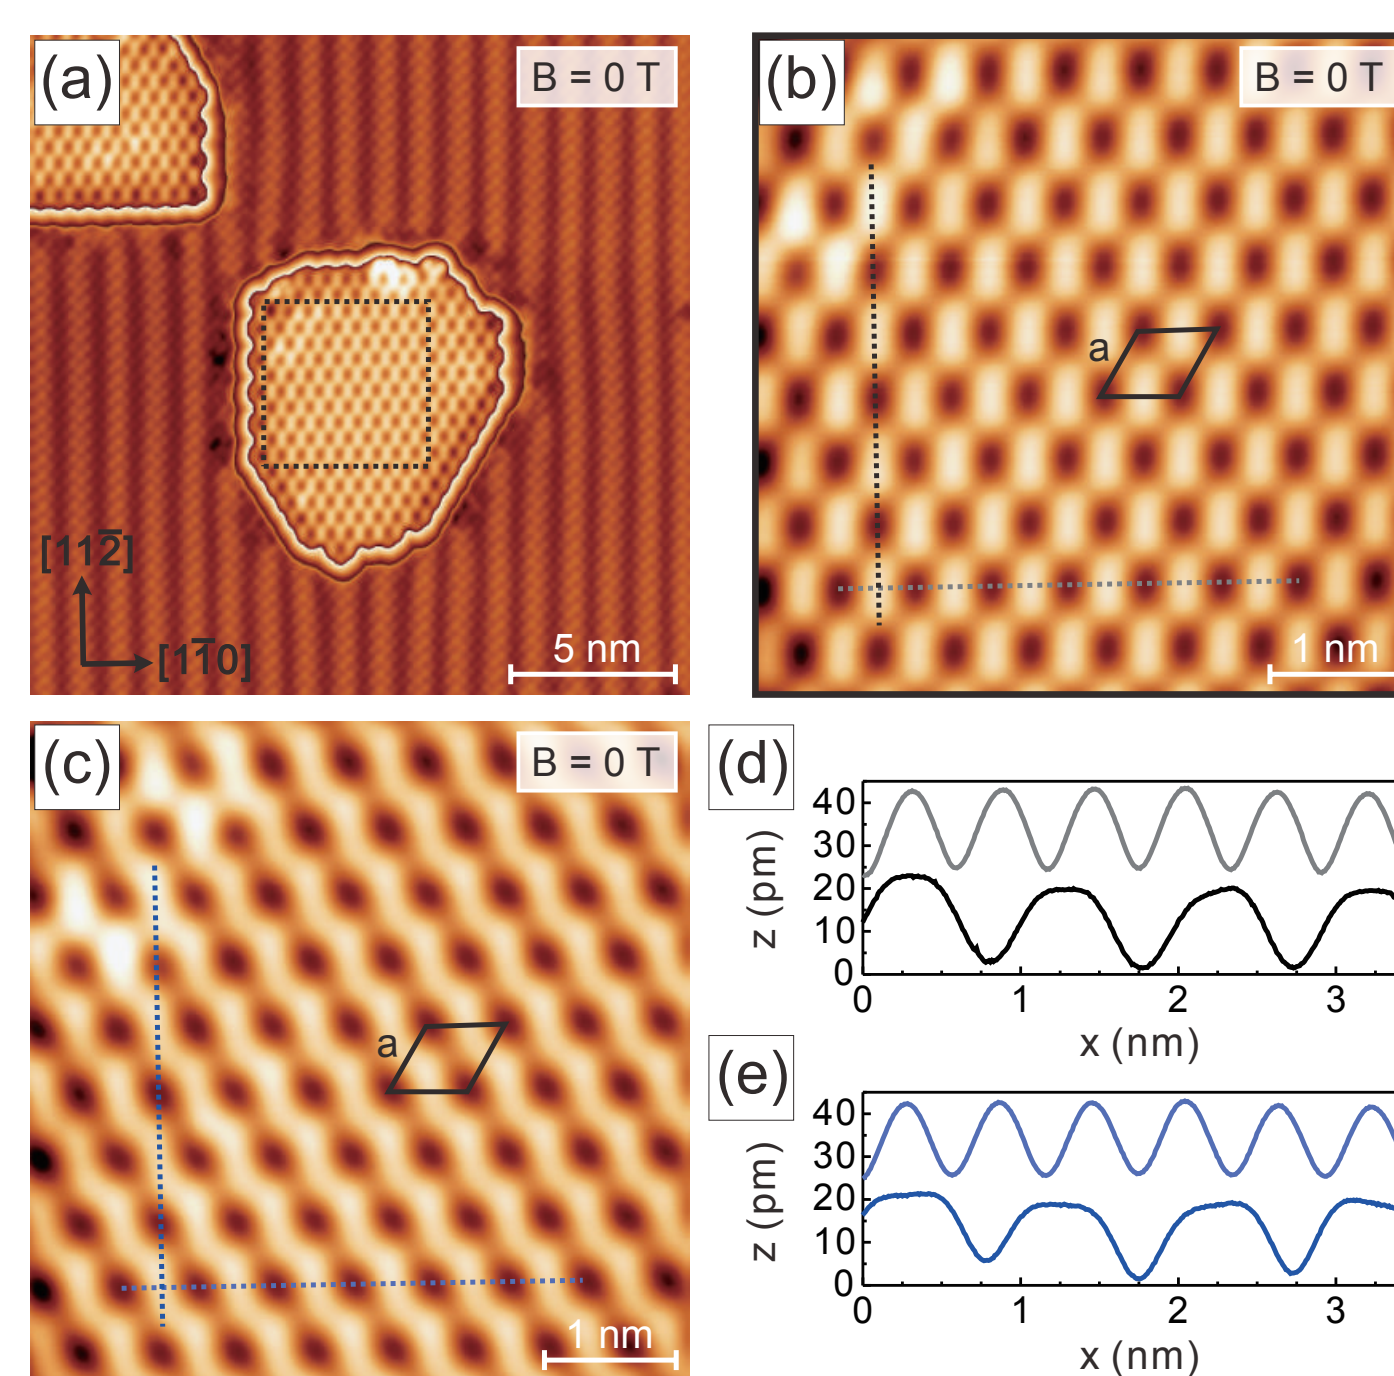 (a)
B = 0 T
[112̅]
[11̅0]
5 nm
(b)
B = 0 T
a
1 nm
(c)
B = 0 T
a
1 nm
(d)
z (pm)
40
30
20
10
0
0 1 2 3
x (nm)
(e)
z (pm)
40
30
20
10
0
0 1 2 3
x (nm)